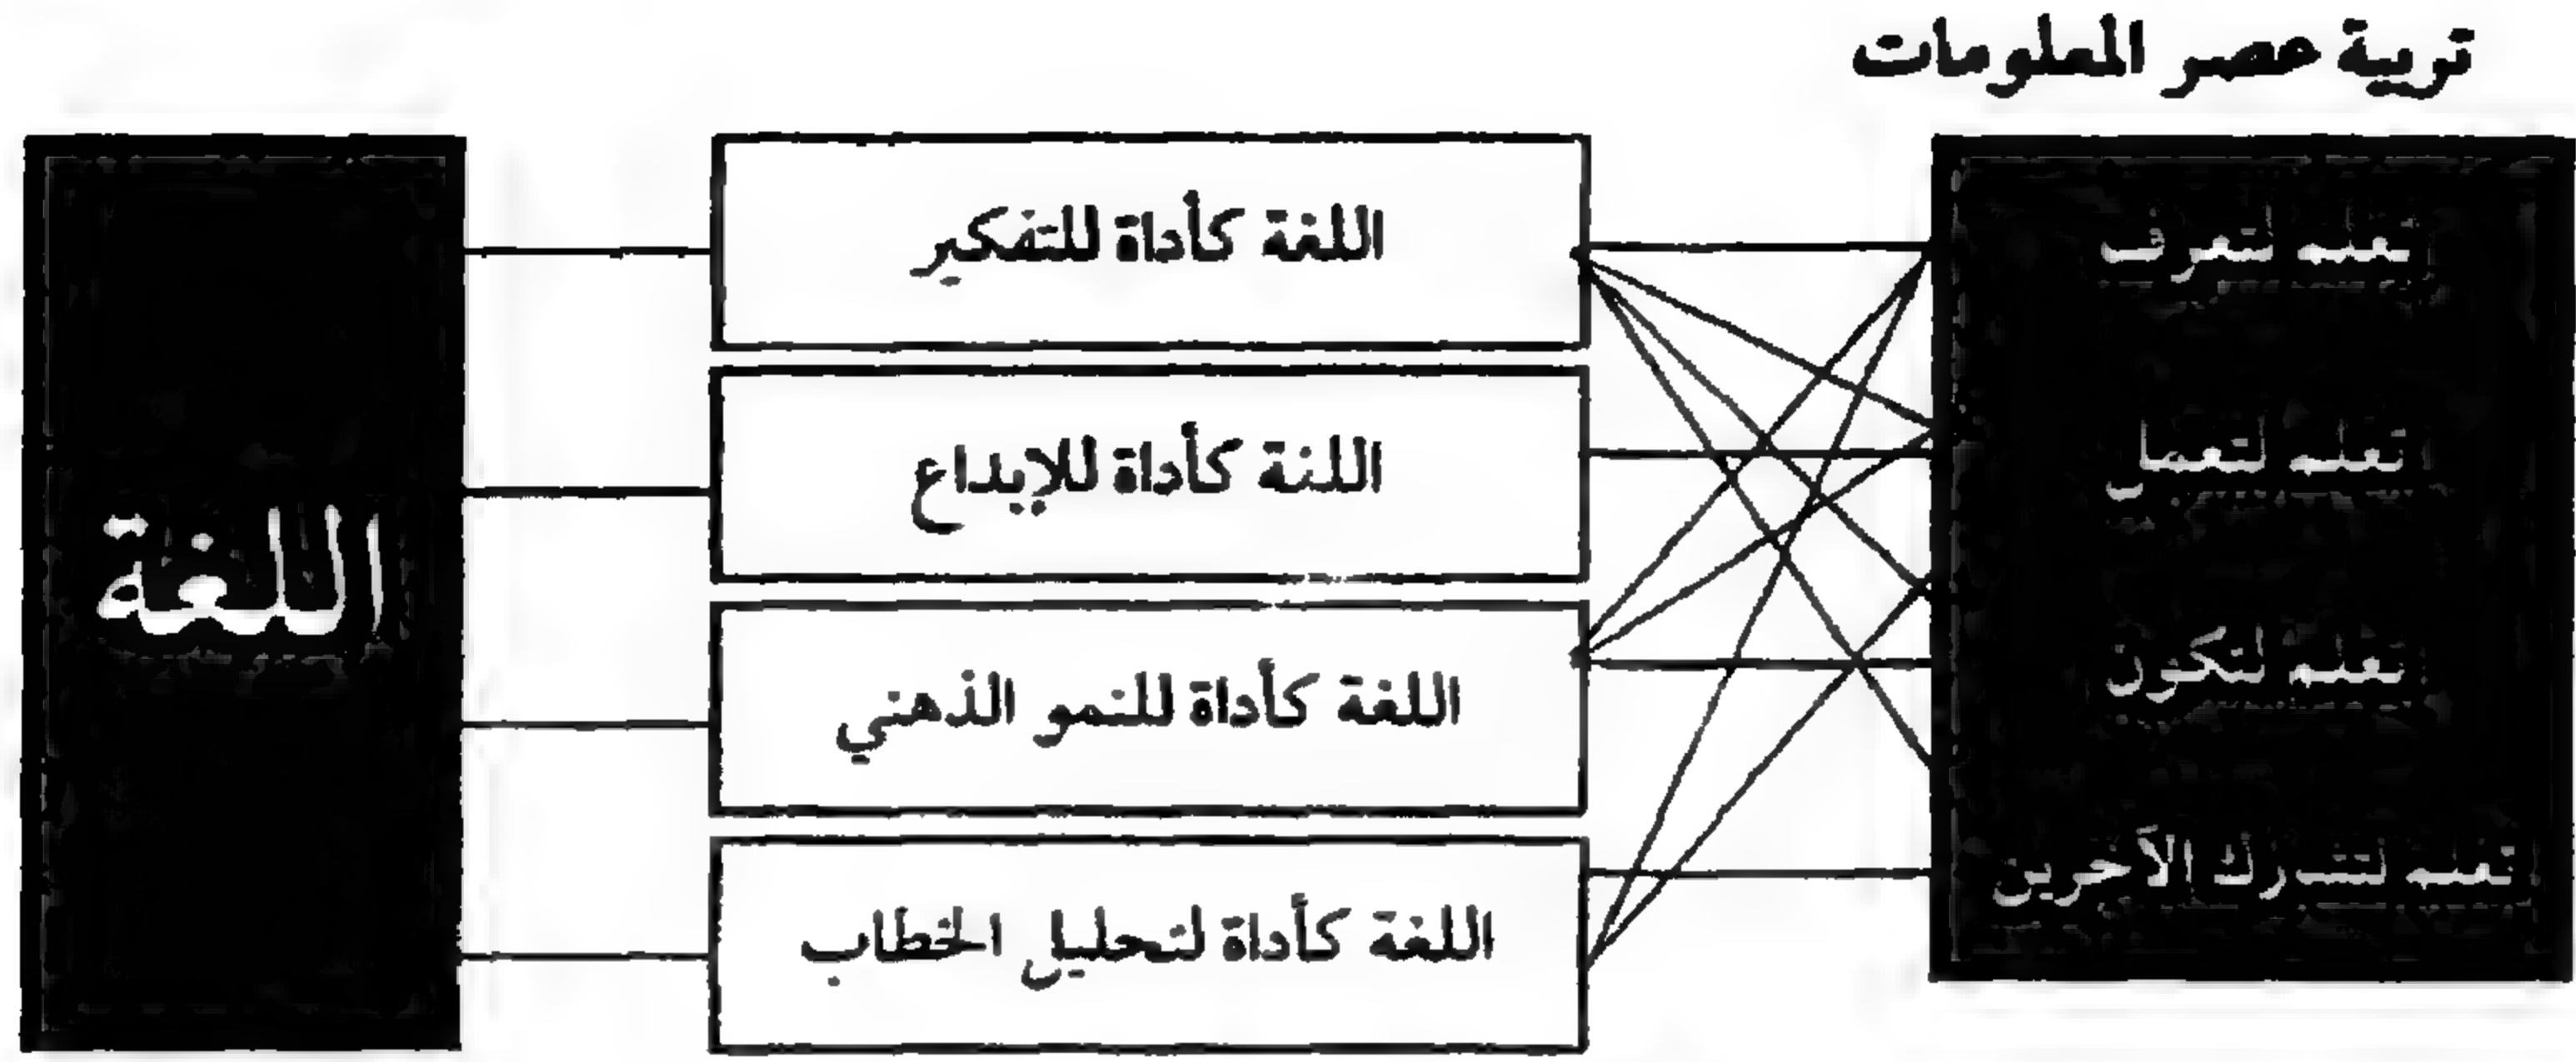 تربية عصر المعلومات
تعلم لتعرف
تعلم لتعمل
تعلم لتكون
تعلم لتشارك الآخرين
اللغة كأداة للتفكير
اللغة كأداة للإبداع
اللغة كأداة للنمو الذهني
اللغة كأداة لتحليل الخطاب
اللغة